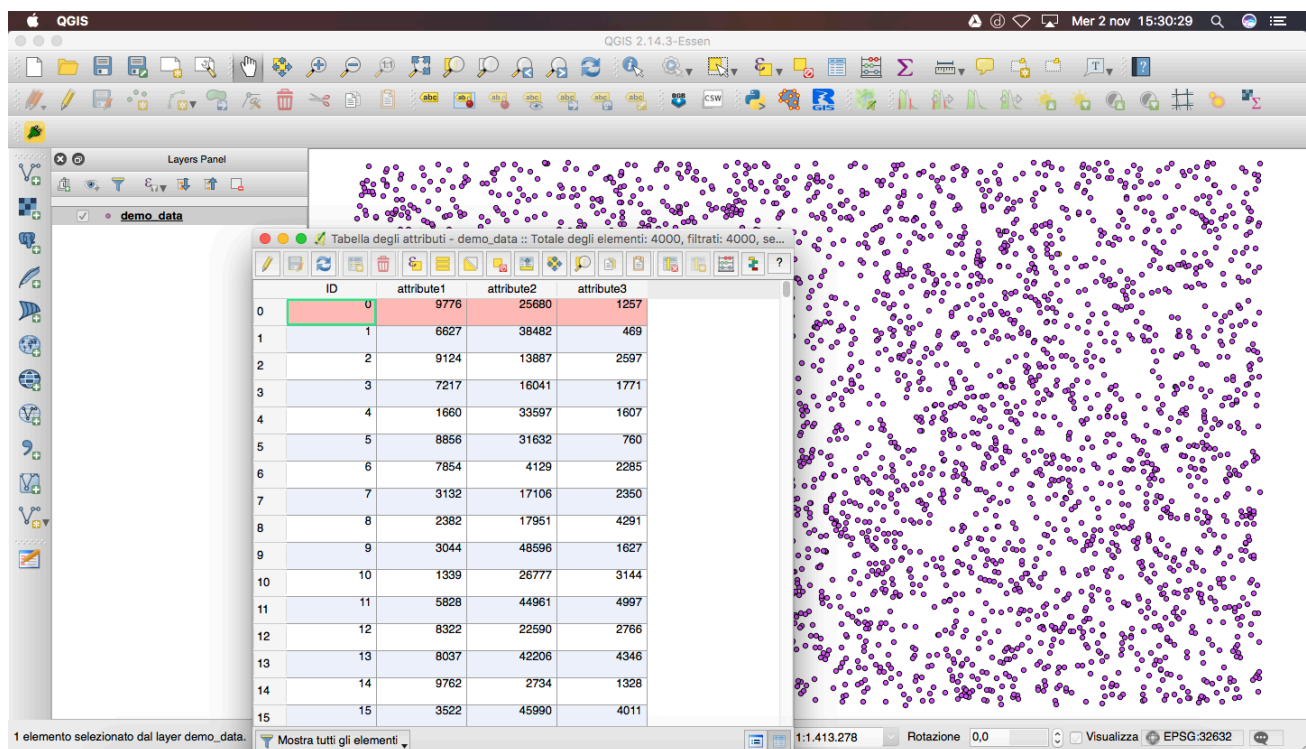 QGIS
Mer 2 nov 15:30:29
QGIS 2.14.3-Essen
Layers Panel
demo_data
Tabella degli attributi - demo_data :: Totale degli elementi: 4000, filtrati: 4000, se...
ID attribute1 attribute2 attribute3
0 0 9776 25680 1257
1 1 6627 38482 469
2 2 9124 13887 2597
3 3 7217 16041 1771
4 4 1660 33597 1607
5 5 8856 31632 760
6 6 7854 4129 2285
7 7 3132 17106 2350
8 8 2382 17951 4291
9 9 3044 48596 1627
10 10 1339 26777 3144
11 11 5828 44961 4997
12 12 8322 22590 2766
13 13 8037 42206 4346
14 14 9762 2734 1328
15 15 3522 45990 4011
1 elemento selezionato dal layer demo_data.
Mostra tutti gli elementi
1:1.413.278
Rotazione 0,0
Visualizza
EPSG:32632